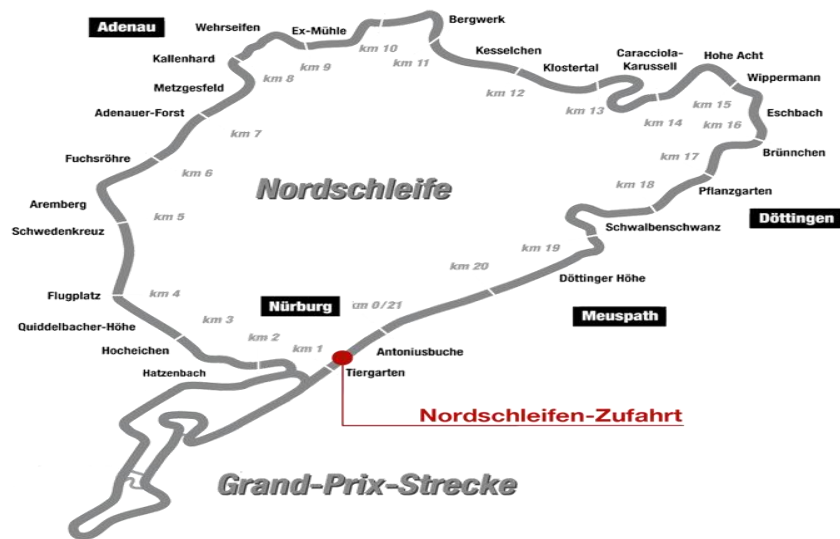 Adenau
Wehrseifen
Ex-Mühle
km 10
Bergwerk
Kallenhard
km 9
km 11
Kesselchen
Caracciola-
Karussell
Hohe Acht
km 8
Klostertal
Wippermann
Metzgesfeld
km 12
km 13
km 15
Adenauer-Forst
km 14
km 16
Eschbach
km 7
Brünnchen
Fuchsröhre
km 6
km 17
Nordschleife
km 18
Pflanzgarten
Aremberg
km 5
Schwedenkreuz
Schwalbenschwanz
Döttingen
km 19
km 20
Döttinger Höhe
Flugplatz
km 4
Nürburg
km 0/21
Meuspath
Quiddelbacher-Höhe
km 3
km 2
km 1
Hocheichen
Antoniusbuche
Hatzenbach
Tiergarten
Nordschleifen-Zufahrt
Grand-Prix-Strecke